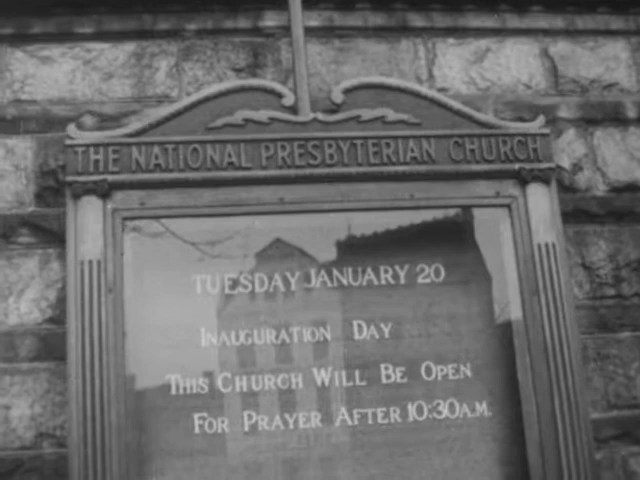 THE NATIONAL PRESBYTERIAN CHURCH
TUESDAY JANUARY 20
INAUGURATION DAY
THIS CHURCH WILL BE OPEN
FOR PRAYER AFTER 10:30 A.M.